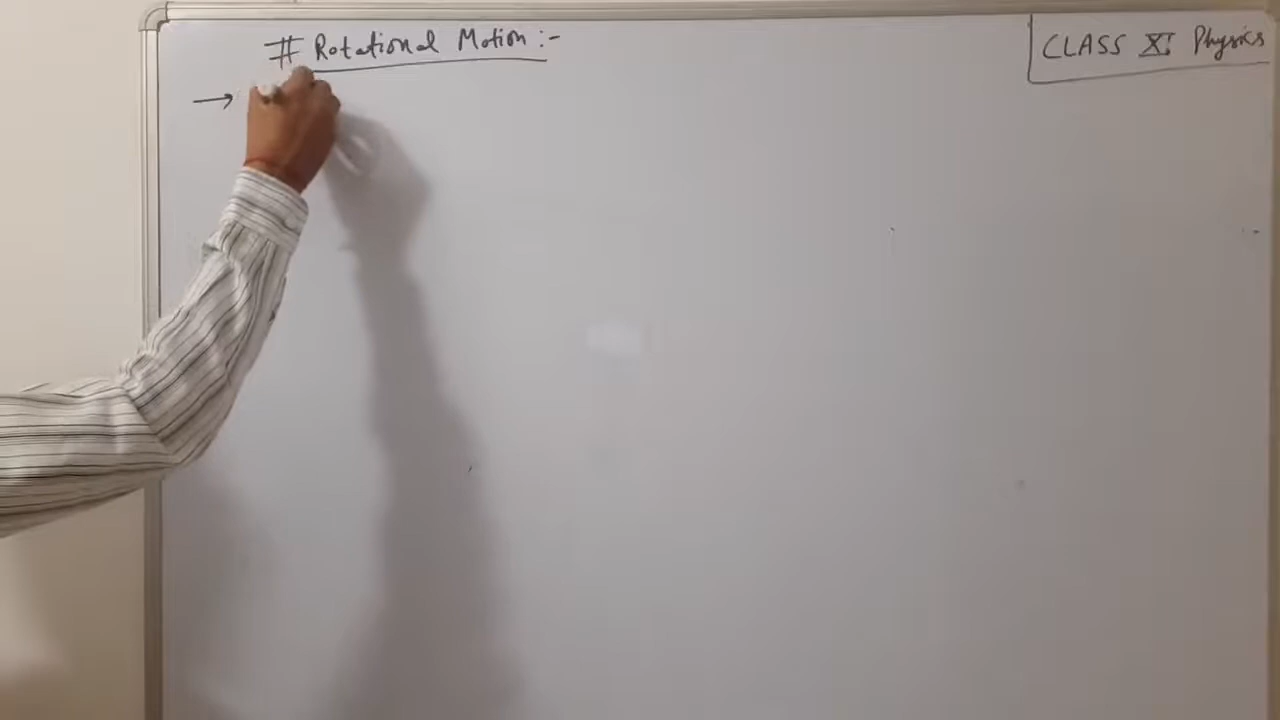 # Rotational Motion :-
CLASS XI Physics
→